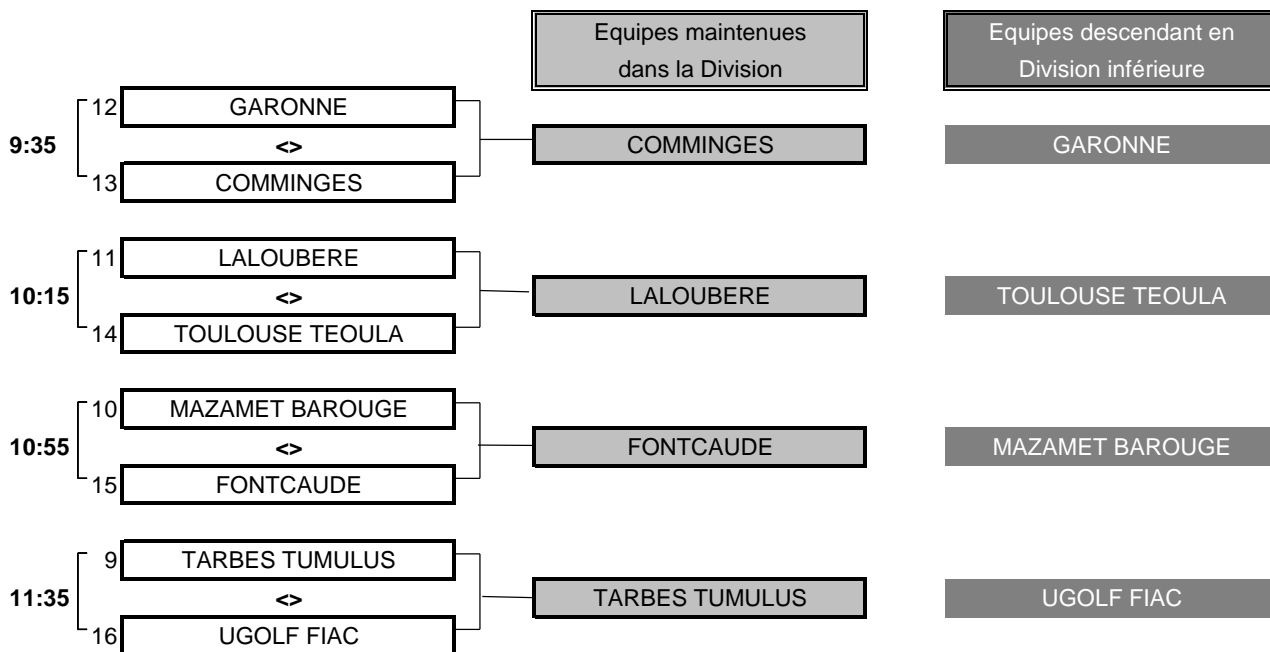 Equipes maintenues
dans la Division
Equipes descendant en
Division inférieure
12 GARONNE
9:35 <> COMMINGES GARONNE
13 COMMINGES
11 LALOUBERE
10:15 <> LALOUBERE TOULOUSE TEOULA
14 TOULOUSE TEOULA
10 MAZAMET BAROUGE
10:55 <> FONTCAUDE MAZAMET BAROUGE
15 FONTCAUDE
9 TARBES TUMULUS
11:35 <> TARBES TUMULUS UGOLF FIAC
16 UGOLF FIAC